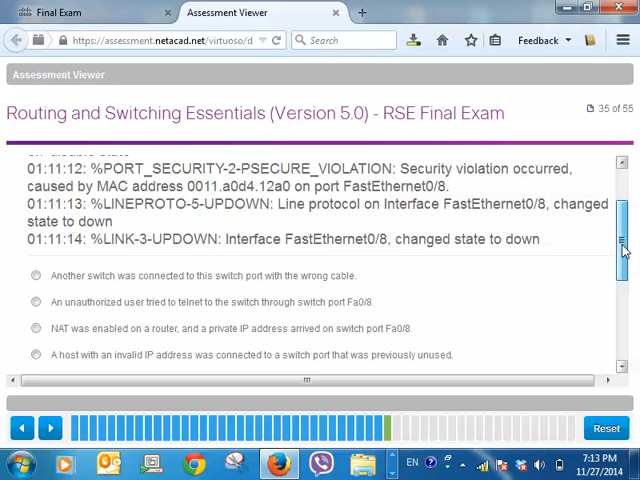 Final Exam
Assessment Viewer
https://assessment.netacad.net/virtuoso/d
Search
Feedback
Assessment Viewer
Routing and Switching Essentials (Version 5.0) - RSE Final Exam
35 of 55
01:11:12: %PORT_SECURITY-2-PSECURE_VIOLATION: Security violation occurred,
caused by MAC address 0011.a0d4.12a0 on port FastEthernet0/8.
01:11:13: %LINEPROTO-5-UPDOWN: Line protocol on Interface FastEthernet0/8, changed
state to down
01:11:14: %LINK-3-UPDOWN: Interface FastEthernet0/8, changed state to down
Another switch was connected to this switch port with the wrong cable.
An unauthorized user tried to telnet to the switch through switch port Fa0/8.
NAT was enabled on a router, and a private IP address arrived on switch port Fa0/8.
A host with an invalid IP address was connected to a switch port that was previously unused.
Reset
EN
7:13 PM
11/27/2014